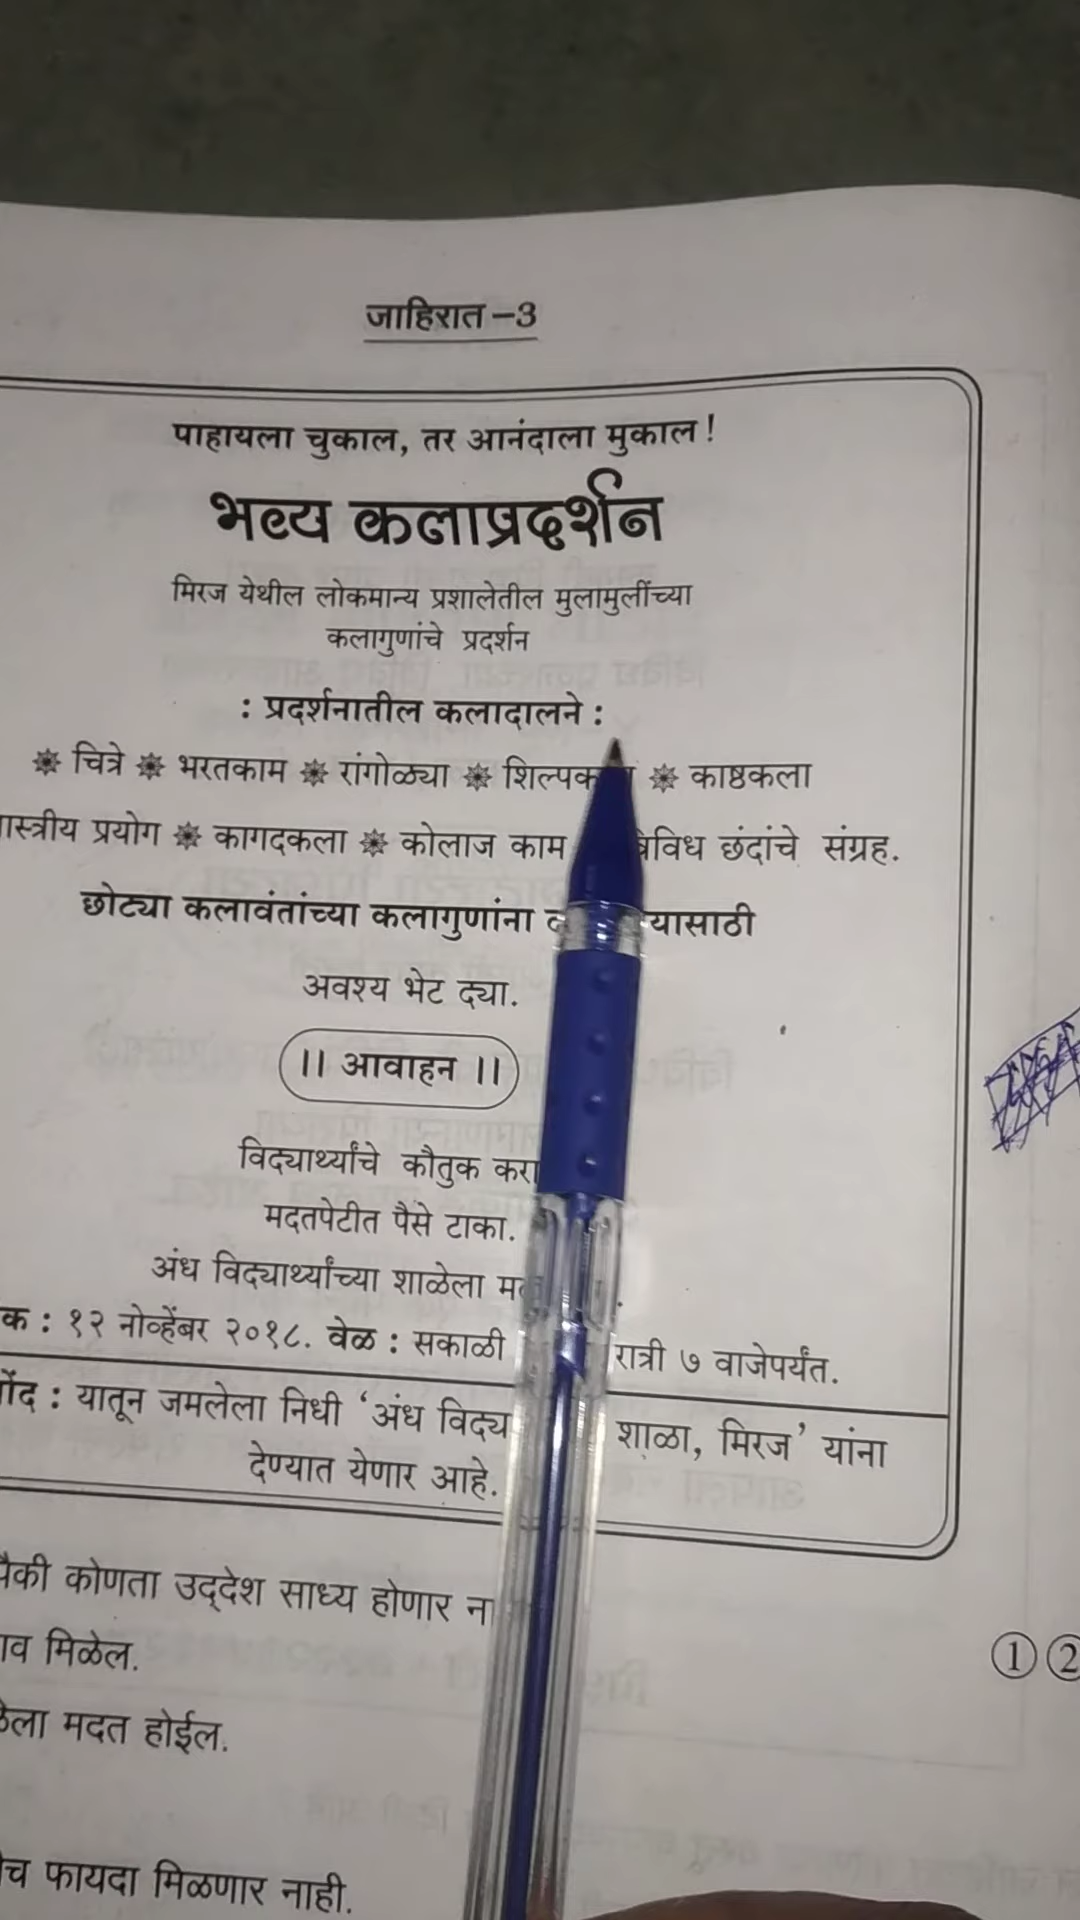 जाहिरात –3
पाहायला चुकाल, तर आनंदाला मुकाल!
भव्य कलाप्रदर्शन
मिरज येथील लोकमान्य प्रशालेतील मुलामुलींच्या
कलागुणांचे प्रदर्शन
: प्रदर्शनातील कलादालने :
चित्रे भरतकाम रांगोळ्या काष्ठकला
प्रयोग कागदकला कोलाज काम छंदांचे संग्रह.
छोट्या कलावंतांच्या कलागुणांना
अवश्य भेट द्या.
॥ आवाहन ॥
विद्यार्थ्यांचे कौतुक
मदतपेटीत पैसे टाका.
अंध विद्यार्थ्यांच्या शाळेला
: १२ नोव्हेंबर २०१८. वेळ : सकाळी रात्री ७ वाजेपर्यंत.
: यातून जमलेला निधी ‘अंध शाळा, मिरज’ यांना
देण्यात येणार आहे.
कोणता उद्‌देश साध्य होणार
मिळेल.
① ②
मदत होईल.
फायदा मिळणार नाही.